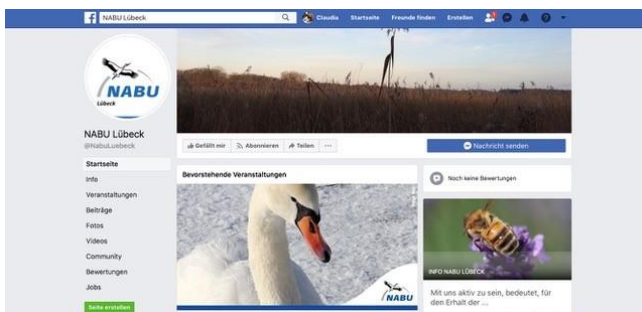 NABU Lübeck
Claudia Startseite Freunde finden Erstellen
NABU
Lübeck
NABU Lübeck
@NabuLuebeck
Gefällt mir Abonnieren Teilen ...
Nachricht senden
Startseite
Info
Veranstaltungen
Beiträge
Fotos
Videos
Community
Bewertungen
Jobs
Seite erstellen
Bevorstehende Veranstaltungen
NABU
Noch keine Bewertungen
INFO NABU LÜBECK
Mit uns aktiv zu sein, bedeutet, für
den Erhalt der ...